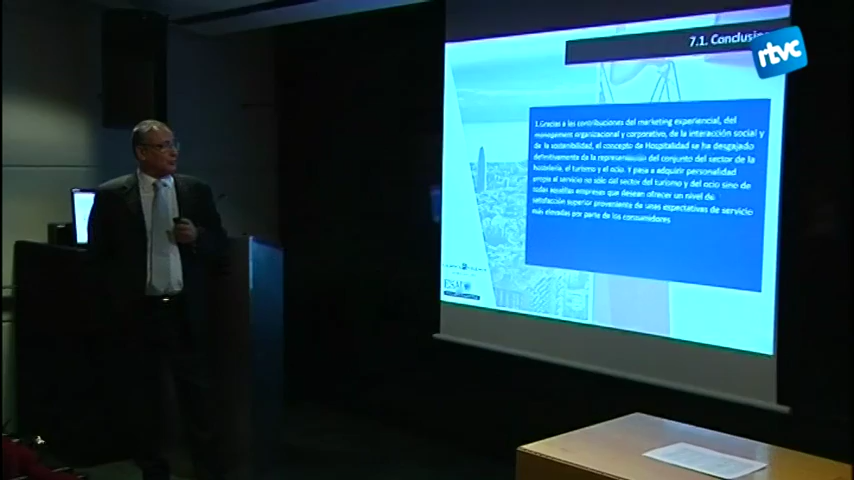 7.1. Conclusi
rtvc
1.Gracias a las contribuciones del marketing experiencial, del
management organizacional y corporativo, de la interacción social y
de la sostenibilidad, el concepto de Hospitalidad se ha desgajado
definitivamente de la representación del conjunto del sector de la
hostelería, el turismo y el ocio. Y pasa a adquirir personalidad
propia al servicio no sólo del sector del turismo y del ocio sino de
todas aquellas empresas que desean ofrecer un nivel de
satisfacción superior proveniente de unas expectativas de servicio
más elevadas por parte de los consumidores